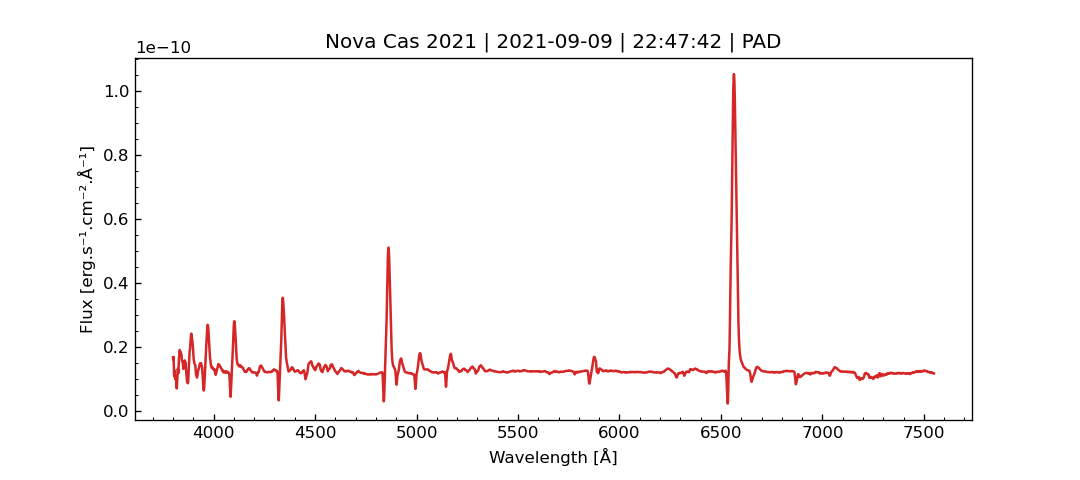 Nova Cas 2021 | 2021-09-09 | 22:47:42 | PAD
1e−10
1.0
0.8
0.6
0.4
0.2
0.0
Flux [erg.s⁻¹.cm⁻².Å⁻¹]
4000 4500 5000 5500 6000 6500 7000 7500
Wavelength [Å]